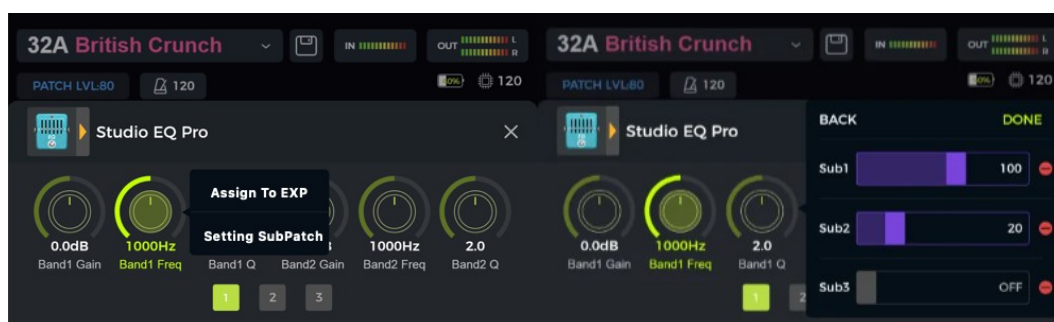 32A British Crunch
IN
OUT
L
R
PATCH LVL:80
120
0%
120
Studio EQ Pro
Assign To EXP
Setting SubPatch
0.0dB
1000Hz
1000Hz
2.0
Band1 Gain
Band1 Freq
Band1 Q
Band2 Gain
Band2 Freq
Band2 Q
1
2
3
32A British Crunch
IN
OUT
L
R
PATCH LVL:80
120
0%
120
Studio EQ Pro
BACK
DONE
Sub1
100
Sub2
20
Sub3
OFF
0.0dB
1000Hz
2.0
Band1 Gain
Band1 Freq
Band1 Q
1
2